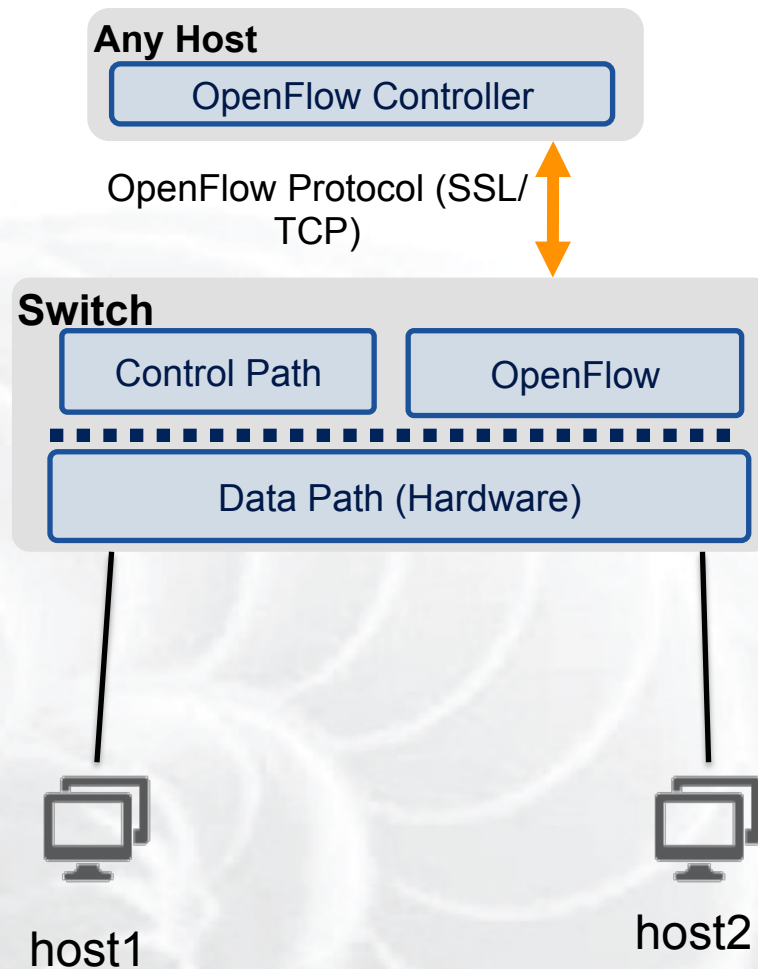 Any Host
OpenFlow Controller
OpenFlow Protocol (SSL/
TCP)
Switch
Control Path
OpenFlow
Data Path (Hardware)
host1
host2